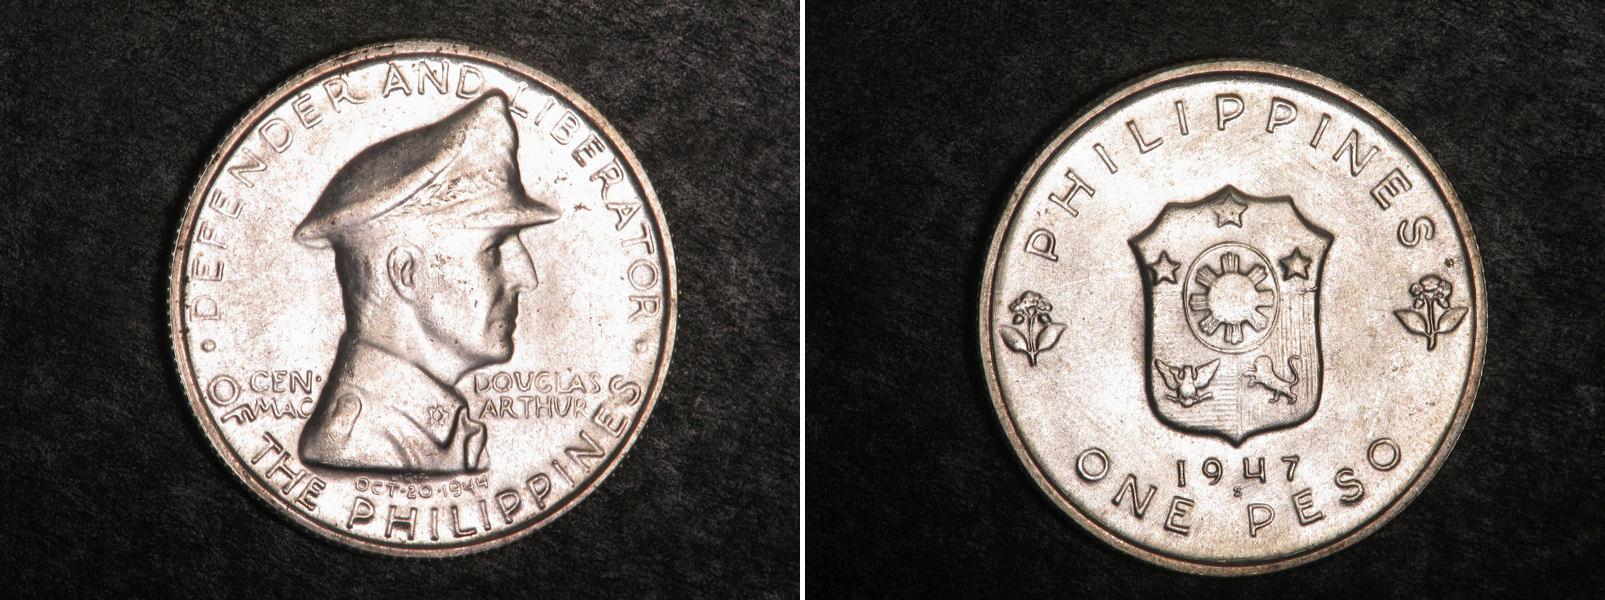 DEFENDER AND LIBERATOR
OF THE PHILIPPINES
GEN·
MAC
DOUGLAS
ARTHUR
OCT·20·1944
PHILIPPINES
1947
S
ONE PESO